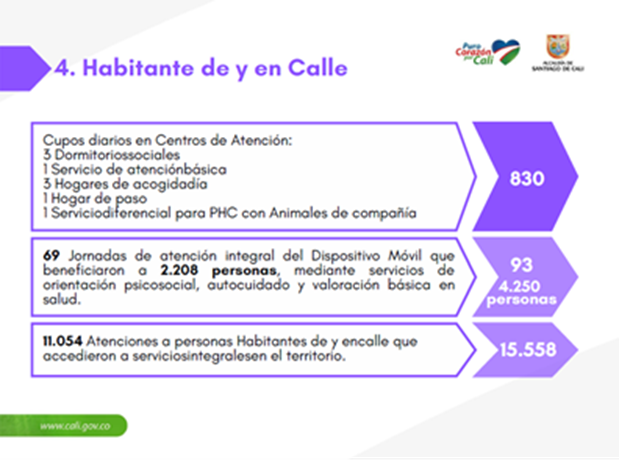 4. Habitante de y en Calle
Puro
Corazón
por
Cali
ALCALDÍA DE
SANTIAGO DE CALI
Cupos diarios en Centros de Atención:
3 Dormitoriossociales
1 Servicio de atenciónbásica
3 Hogares de acogidadía
1 Hogar de paso
1 Serviciodiferencial para PHC con Animales de compañía
830
69 Jornadas de atención integral del Dispositivo Móvil que
beneficiaron a 2.208 personas, mediante servicios de
orientación psicosocial, autocuidado y valoración básica en
salud.
93
4.250
personas
11.054 Atenciones a personas Habitantes de y encalle que
accedieron a serviciosintegralesen el territorio.
15.558
www.cali.gov.co